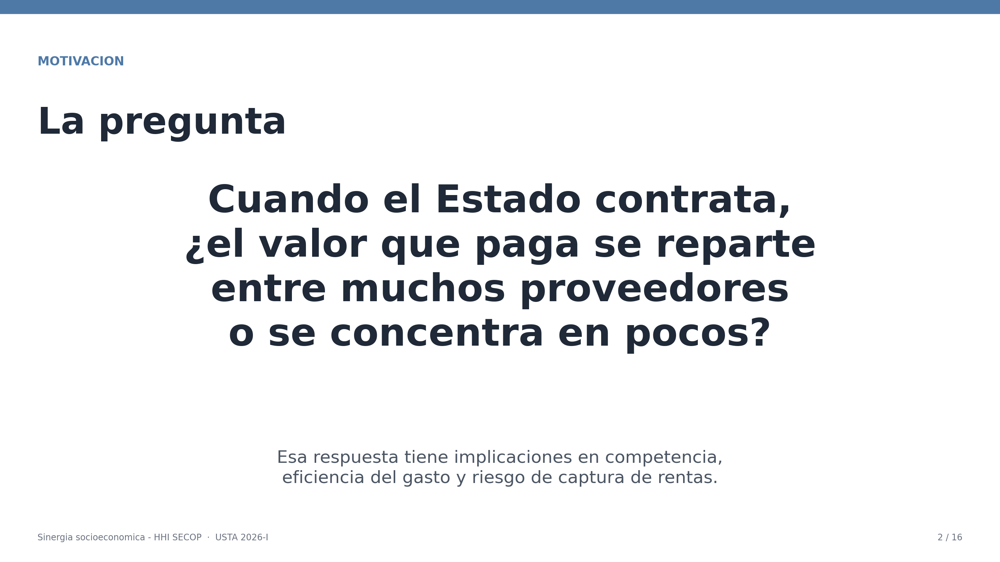 MOTIVACION
La pregunta
Cuando el Estado contrata,
¿el valor que paga se reparte
entre muchos proveedores
o se concentra en pocos?
Esa respuesta tiene implicaciones en competencia,
eficiencia del gasto y riesgo de captura de rentas.
Sinergia socioeconomica - HHI SECOP · USTA 2026-I
2 / 16